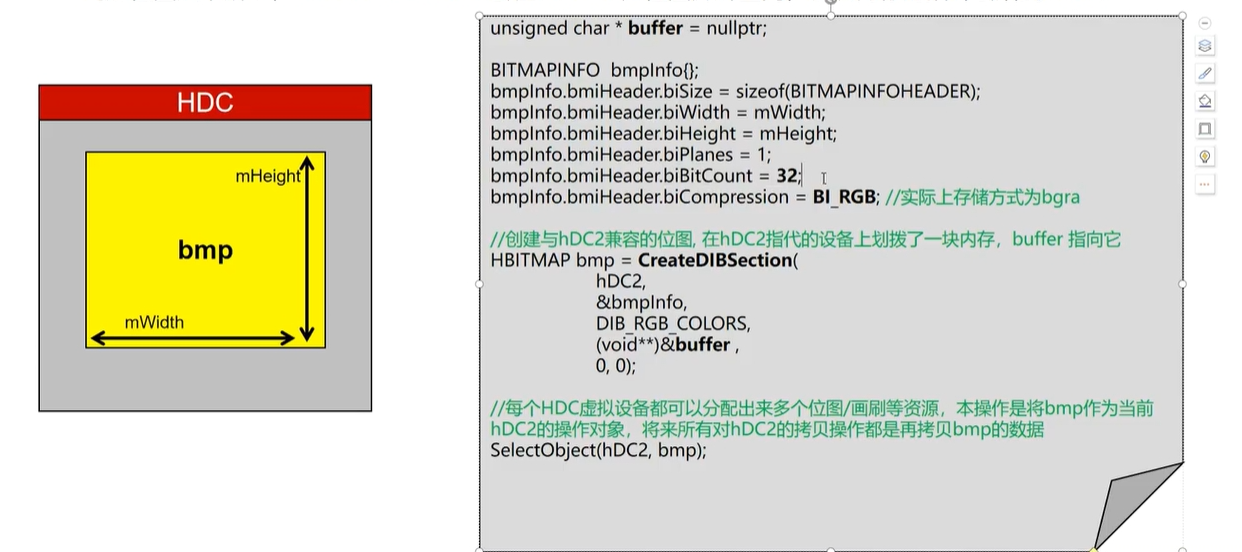 HDC
mHeight
bmp
mWidth
unsigned char * buffer = nullptr;
BITMAPINFO bmpInfo{};
bmpInfo.bmiHeader.biSize = sizeof(BITMAPINFOHEADER);
bmpInfo.bmiHeader.biWidth = mWidth;
bmpInfo.bmiHeader.biHeight = mHeight;
bmpInfo.bmiHeader.biPlanes = 1;
bmpInfo.bmiHeader.biBitCount = 32;
bmpInfo.bmiHeader.biCompression = BI_RGB; //实际上存储方式为bgra
//创建与hDC2兼容的位图, 在hDC2指代的设备上划拨了一块内存，buffer 指向它
HBITMAP bmp = CreateDIBSection(
hDC2,
&bmpInfo,
DIB_RGB_COLORS,
(void**)&buffer ,
0, 0);
//每个HDC虚拟设备都可以分配出来多个位图/画刷等资源，本操作是将bmp作为当前
hDC2的操作对象，将来所有对hDC2的拷贝操作都是再拷贝bmp的数据
SelectObject(hDC2, bmp);